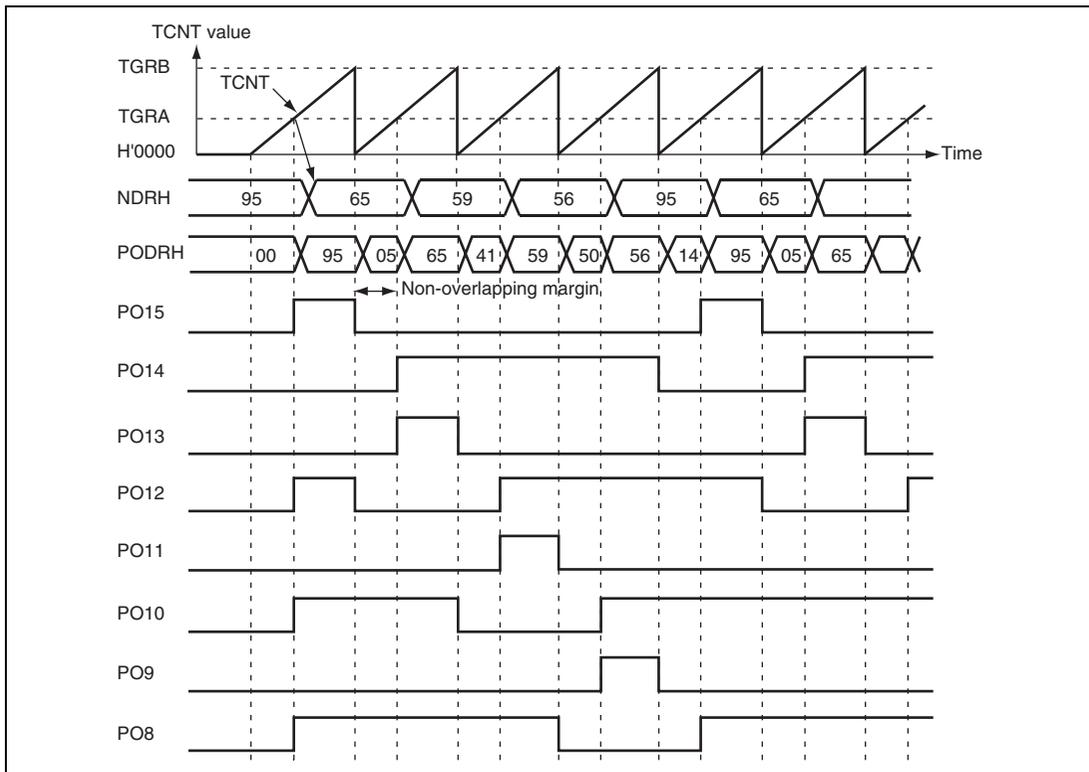 TCNT value
TGRB
TCNT
TGRA
H'0000
Time
NDRH 95 65 59 56 95 65
PODRH 00 95 05 65 41 59 50 56 14 95 05 65
Non-overlapping margin
PO15
PO14
PO13
PO12
PO11
PO10
PO9
PO8